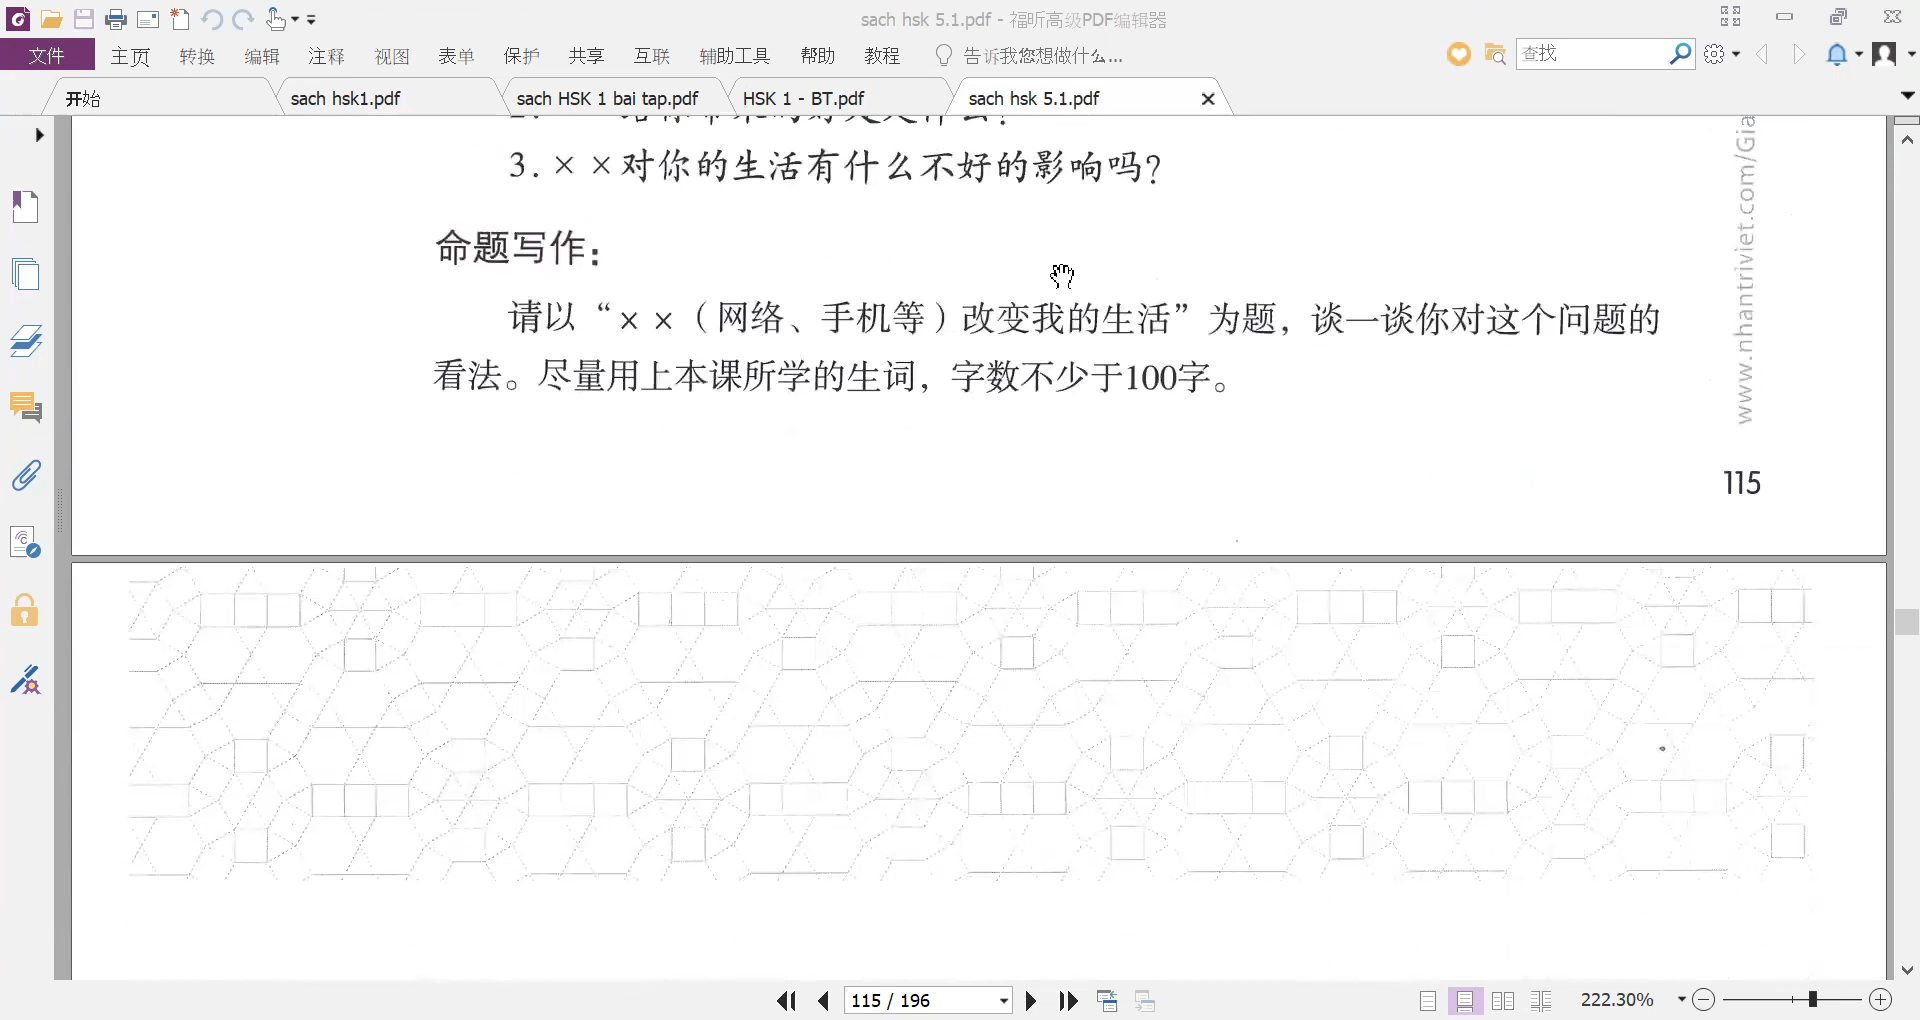 sach hsk 5.1.pdf - 福昕高级PDF编辑器
文件 主页 转换 编辑 注释 视图 表单 保护 共享 互联 辅助工具 帮助 教程 告诉我您想做什么... 查找
开始 sach hsk1.pdf sach HSK 1 bai tap.pdf HSK 1 - BT.pdf sach hsk 5.1.pdf
3. ××对你的生活有什么不好的影响吗?
命题写作:
请以“××(网络、手机等)改变我的生活”为题,谈一谈你对这个问题的
看法。尽量用上本课所学的生词,字数不少于100字。
www.nhantriviet.com/Gia
115
115 / 196
222.30%